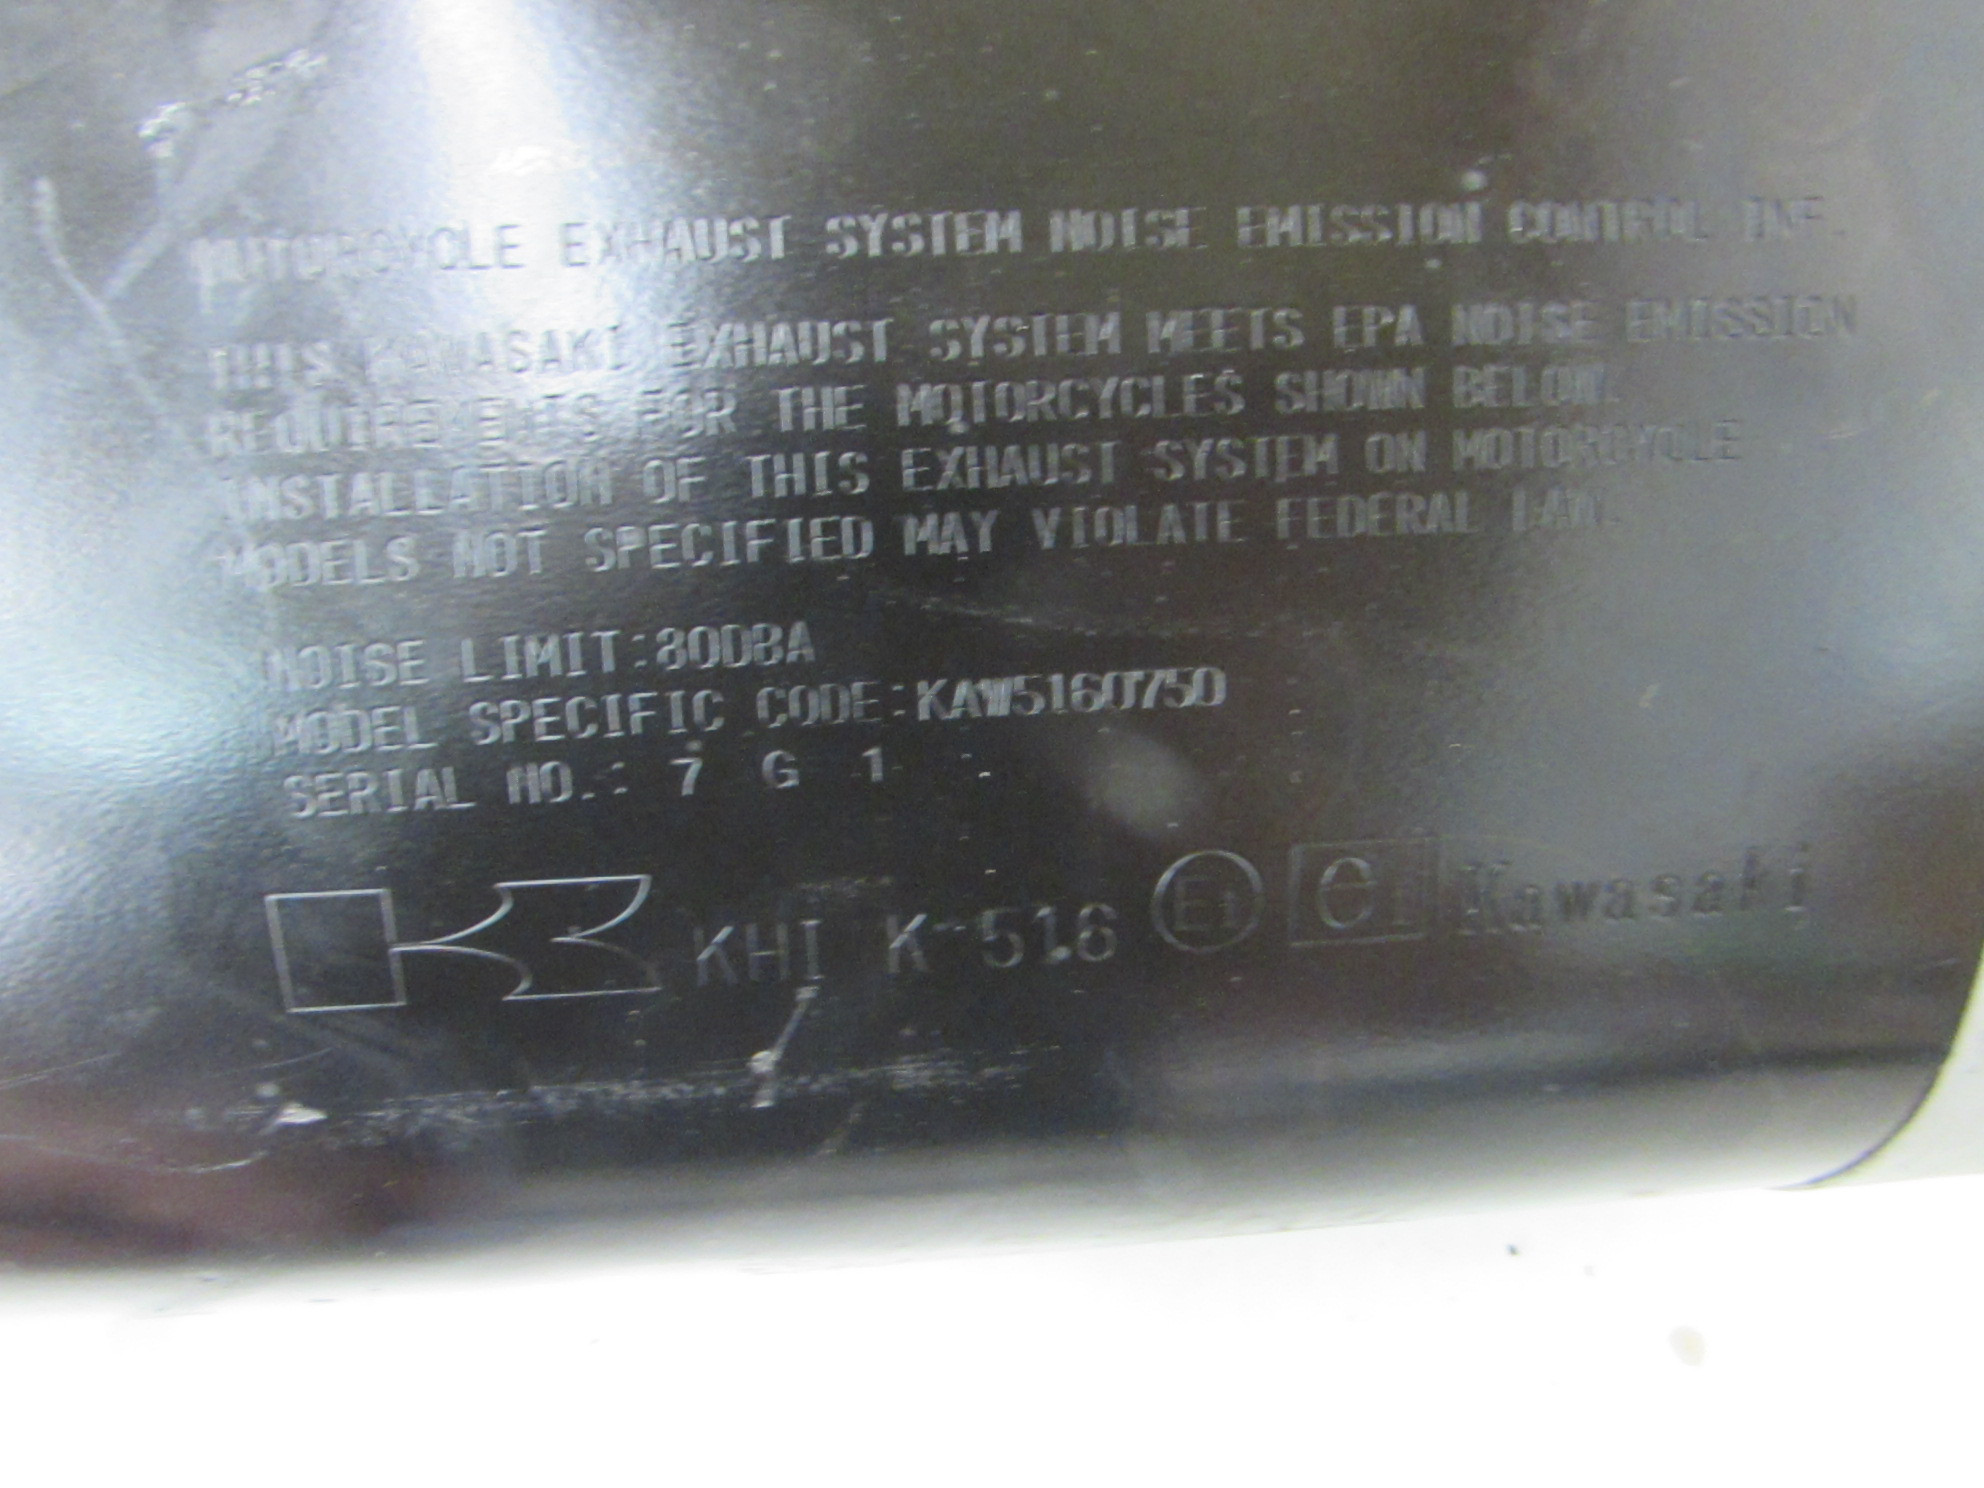 MOTORCYCLE EXHAUST SYSTEM NOISE EMISSION CONTROL INF.
THIS KAWASAKI EXHAUST SYSTEM MEETS EPA NOISE EMISSION
REQUIREMENTS FOR THE MOTORCYCLES SHOWN BELOW.
INSTALLATION OF THIS EXHAUST SYSTEM ON MOTORCYCLE
MODELS NOT SPECIFIED MAY VIOLATE FEDERAL LAW.
NOISE LIMIT:80DBA
MODEL SPECIFIC CODE:KAW5160750
SERIAL NO.: 7 G 1
KHI K-516 E1 e1 Kawasaki